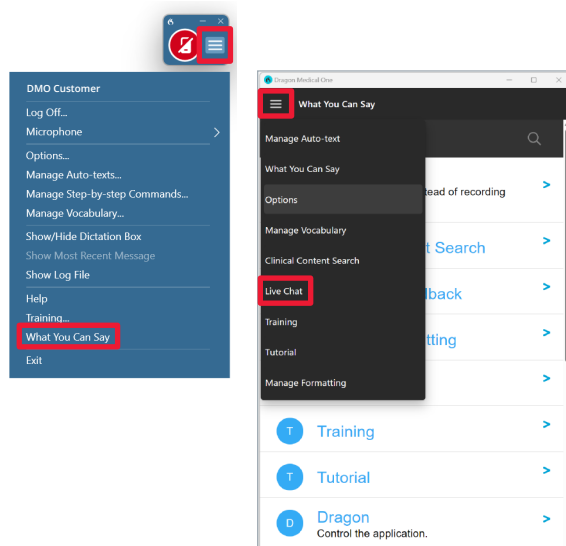 DMO Customer
Log Off...
Microphone
Options...
Manage Auto-texts...
Manage Step-by-step Commands...
Manage Vocabulary...
Show/Hide Dictation Box
Show Most Recent Message
Show Log File
Help
Training...
What You Can Say
Exit
Dragon Medical One
What You Can Say
Manage Auto-text
What You Can Say
Options
Manage Vocabulary
Clinical Content Search
Live Chat
Training
Tutorial
Manage Formatting
ead of recording
t Search
lback
tting
T Training
T Tutorial
D Dragon
Control the application.